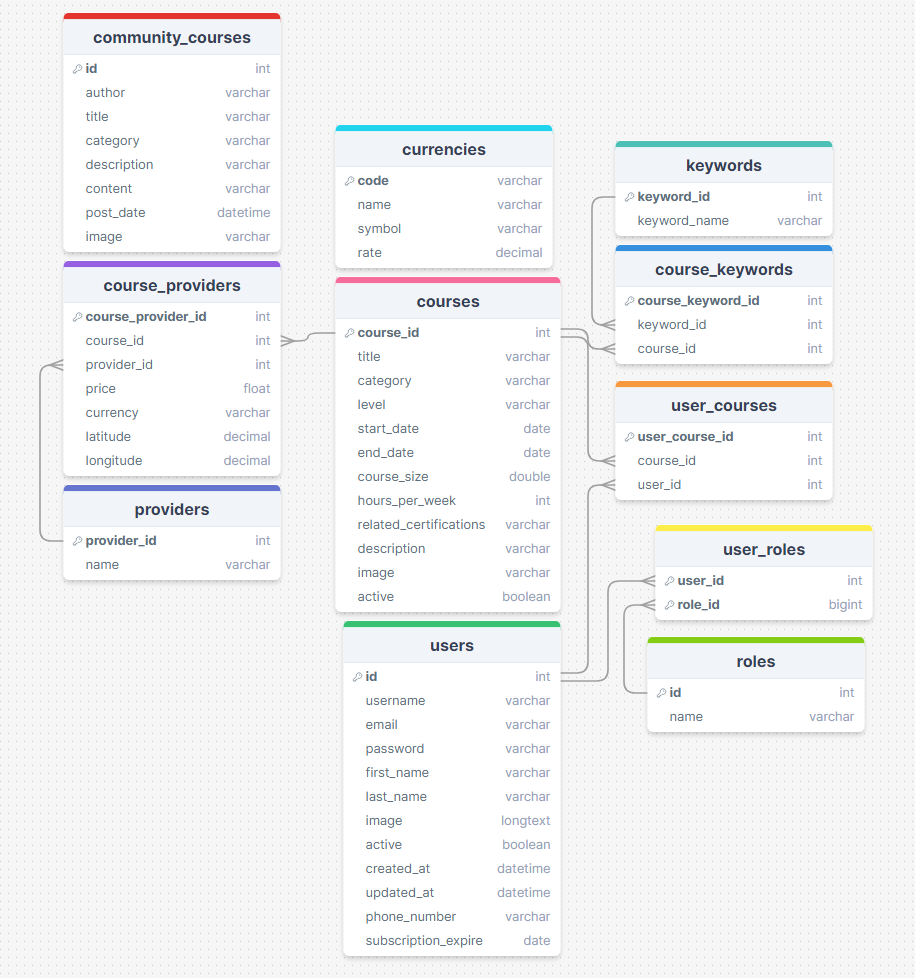 community_courses
id int
author varchar
title varchar
category varchar
description varchar
content varchar
post_date datetime
image varchar
course_providers
course_provider_id int
course_id int
provider_id int
price float
currency varchar
latitude decimal
longitude decimal
providers
provider_id int
name varchar
currencies
code varchar
name varchar
symbol varchar
rate decimal
courses
course_id int
title varchar
category varchar
level varchar
start_date date
end_date date
course_size double
hours_per_week int
related_certifications varchar
description varchar
image varchar
active boolean
users
id int
username varchar
email varchar
password varchar
first_name varchar
last_name varchar
image longtext
active boolean
created_at datetime
updated_at datetime
phone_number varchar
subscription_expire date
keywords
keyword_id int
keyword_name varchar
course_keywords
course_keyword_id int
keyword_id int
course_id int
user_courses
user_course_id int
course_id int
user_id int
user_roles
user_id int
role_id bigint
roles
id int
name varchar